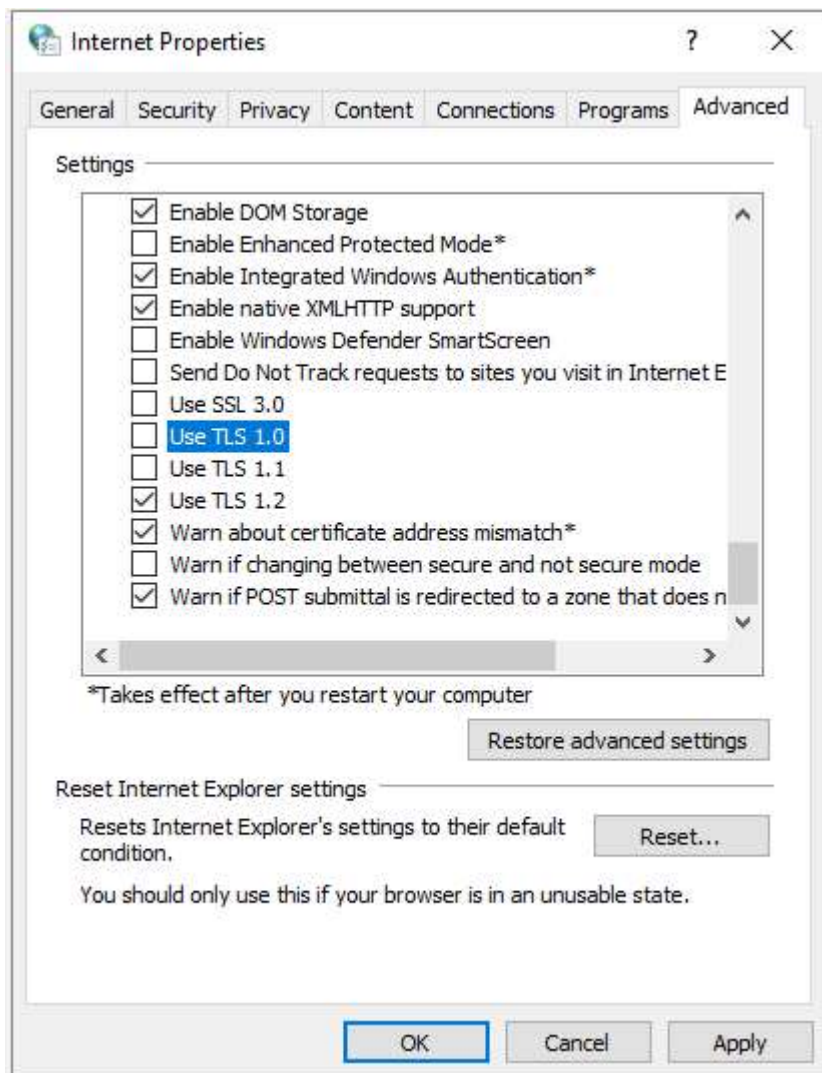 Internet Properties
?
General Security Privacy Content Connections Programs Advanced
Settings
Enable DOM Storage
Enable Enhanced Protected Mode*
Enable Integrated Windows Authentication*
Enable native XMLHTTP support
Enable Windows Defender SmartScreen
Send Do Not Track requests to sites you visit in Internet E
Use SSL 3.0
Use TLS 1.0
Use TLS 1.1
Use TLS 1.2
Warn about certificate address mismatch*
Warn if changing between secure and not secure mode
Warn if POST submittal is redirected to a zone that does n
*Takes effect after you restart your computer
Restore advanced settings
Reset Internet Explorer settings
Resets Internet Explorer's settings to their default
condition.
Reset...
You should only use this if your browser is in an unusable state.
OK Cancel Apply